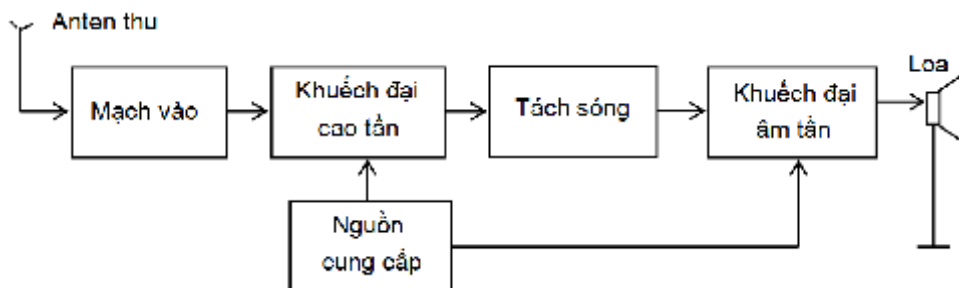 Anten thu
Mạch vào
Khuếch đại
cao tần
Tách sóng
Khuếch đại
âm tần
Loa
Nguồn
cung cấp